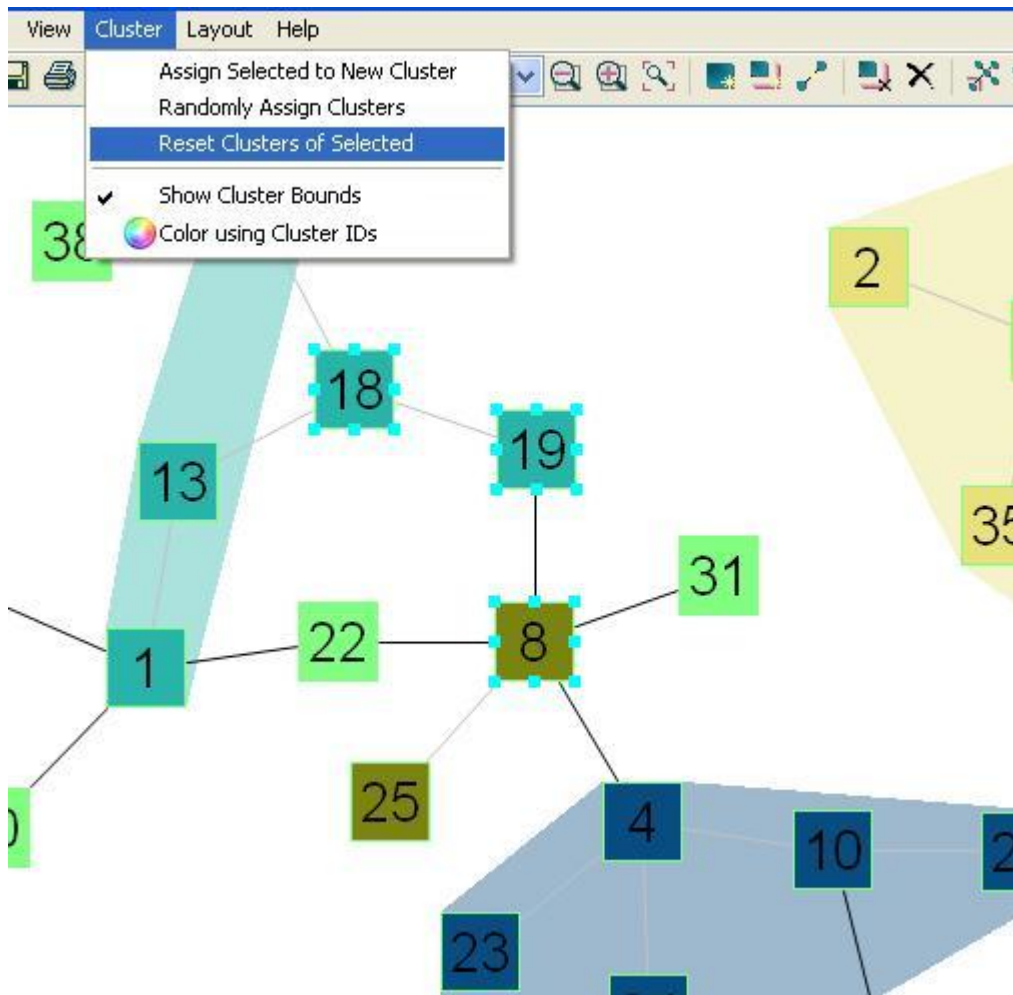 View Cluster Layout Help
Assign Selected to New Cluster
Randomly Assign Clusters
Reset Clusters of Selected
Show Cluster Bounds
Color using Cluster IDs
38
2
18
19
13
35
31
22
8
1
25
4
10
23